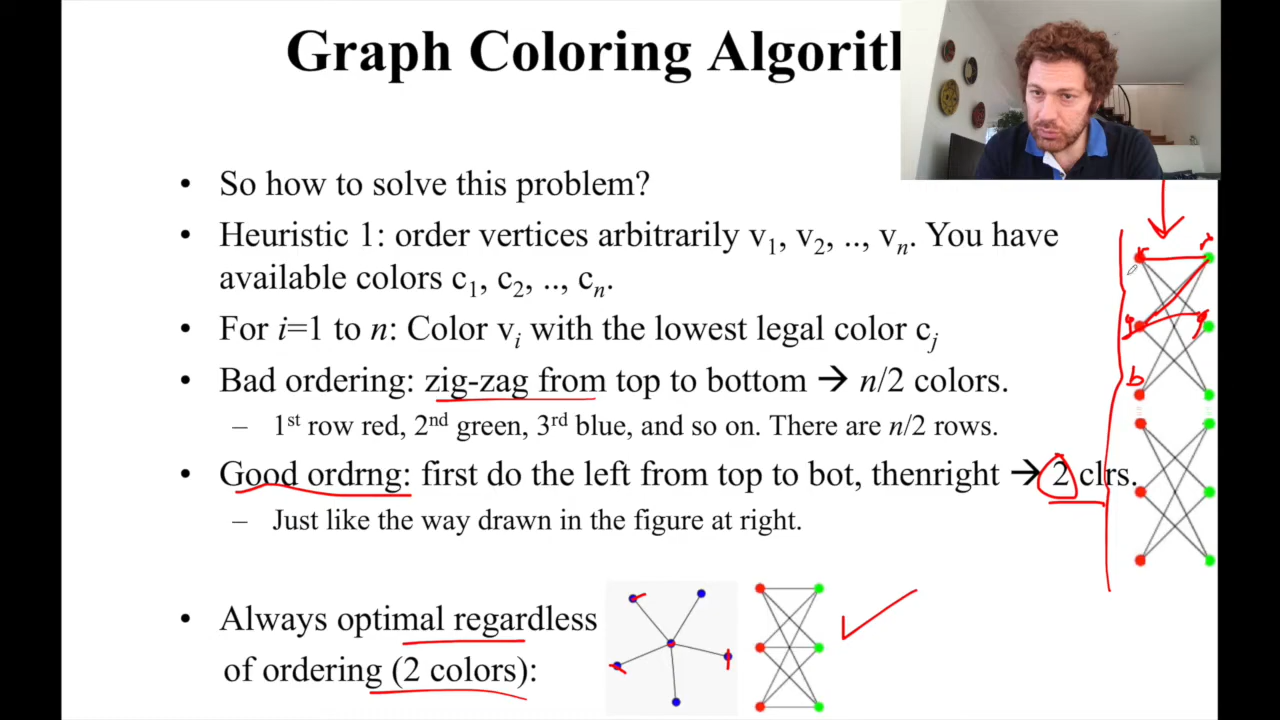 Graph Coloring Algorith
• So how to solve this problem?
• Heuristic 1: order vertices arbitrarily v1, v2, .., vn. You have
available colors c1, c2, .., cn.
• For i=1 to n: Color vi with the lowest legal color cj
• Bad ordering: zig-zag from top to bottom → n/2 colors.
– 1st row red, 2nd green, 3rd blue, and so on. There are n/2 rows.
• Good ordrng: first do the left from top to bot, thenright → 2 clrs.
– Just like the way drawn in the figure at right.
• Always optimal regardless
of ordering (2 colors):
r r
g g
b